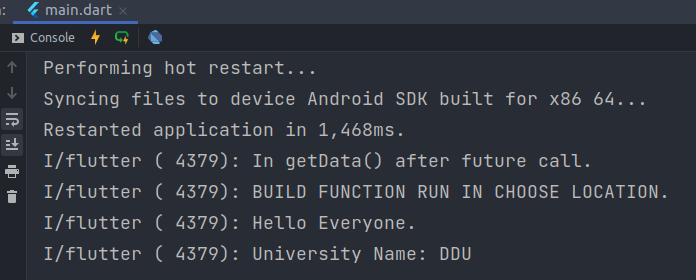 : main.dart ×
Console
Performing hot restart...
Syncing files to device Android SDK built for x86 64...
Restarted application in 1,468ms.
I/flutter ( 4379): In getData() after future call.
I/flutter ( 4379): BUILD FUNCTION RUN IN CHOOSE LOCATION.
I/flutter ( 4379): Hello Everyone.
I/flutter ( 4379): University Name: DDU